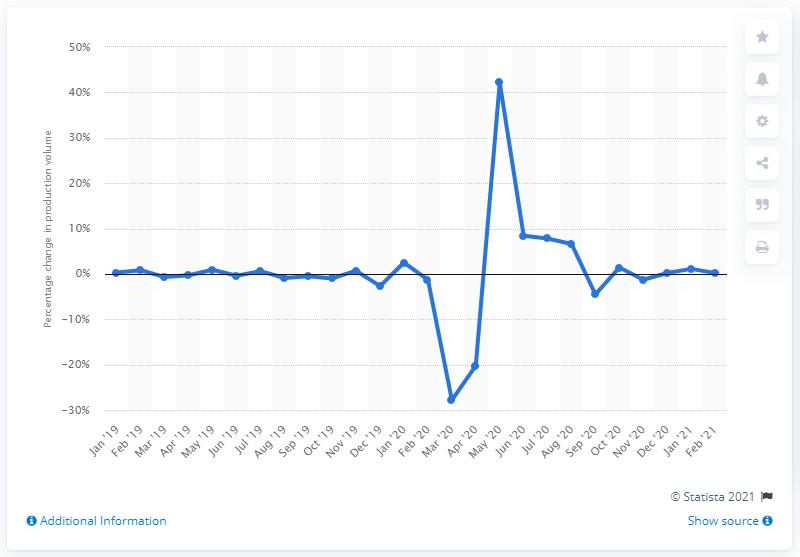 50%
40%
30%
20%
10%
0%
−10%
−20%
−30%
Percentage change in production volume
Jan '19
Feb '19
Mar '19
Apr '19
May '19
Jun '19
Jul '19
Aug '19
Sep '19
Oct '19
Nov '19
Dec '19
Jan '20
Feb '20
Mar '20
Apr '20
May '20
Jun '20
Jul '20
Aug '20
Sep '20
Oct '20
Nov '20
Dec '20
Jan '21
Feb '21
© Statista 2021
Additional Information
Show source